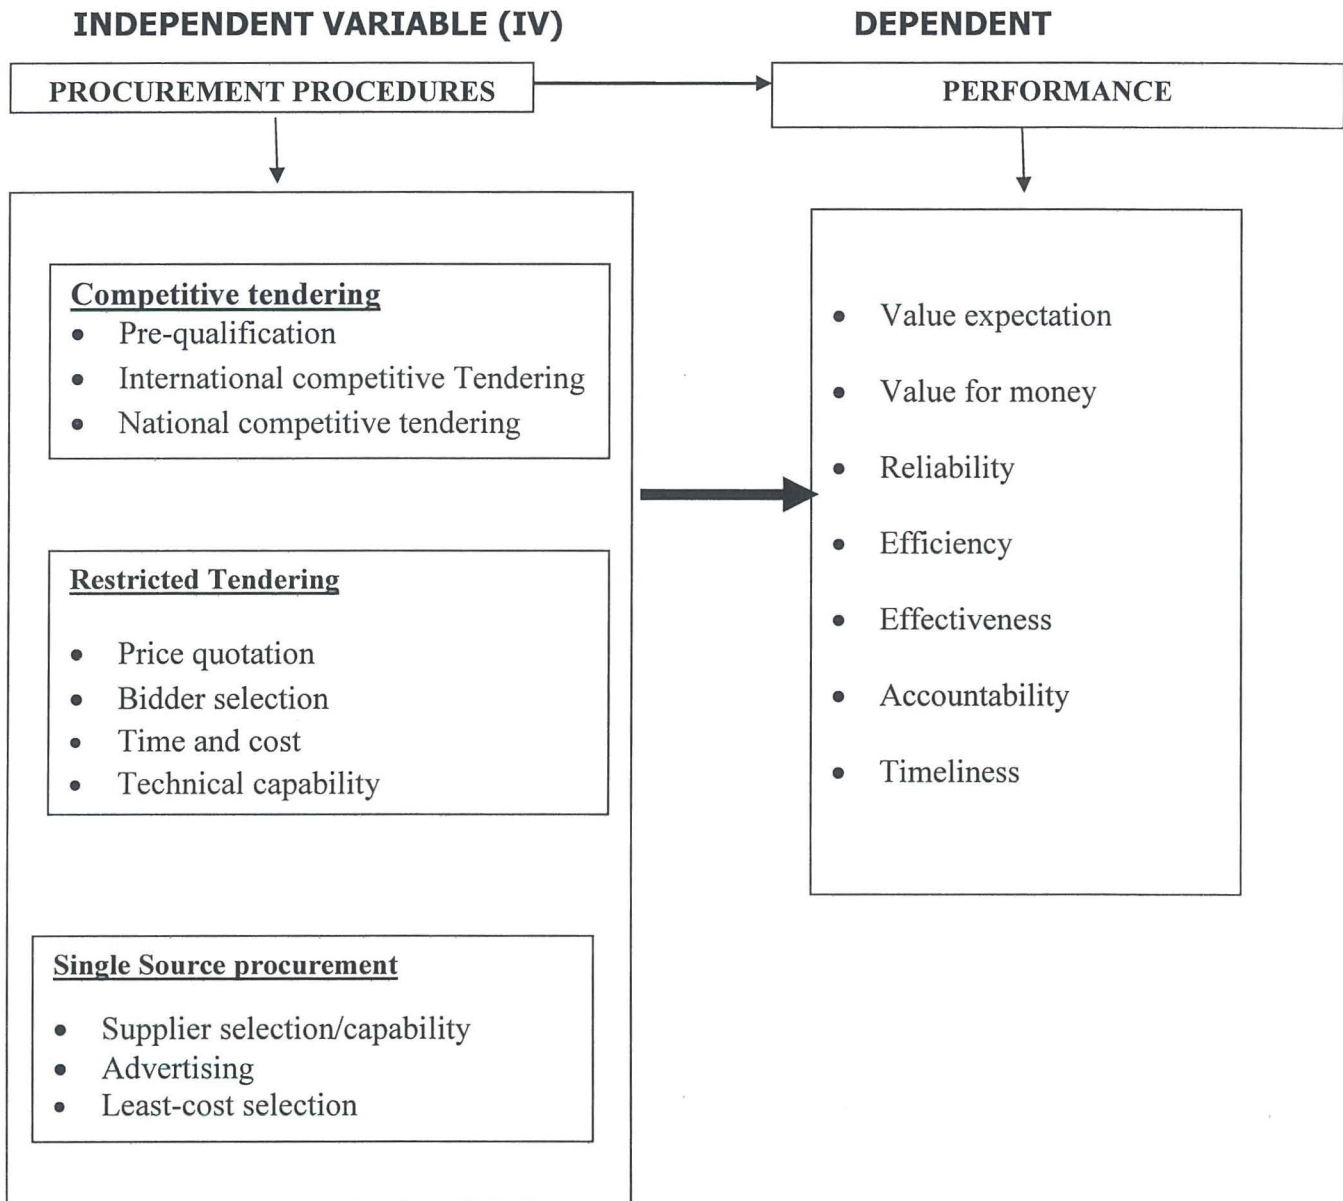 INDEPENDENT VARIABLE (IV)
DEPENDENT
PROCUREMENT PROCEDURES
PERFORMANCE
Competitive tendering
• Pre-qualification
• International competitive Tendering
• National competitive tendering
Restricted Tendering
• Price quotation
• Bidder selection
• Time and cost
• Technical capability
Single Source procurement
• Supplier selection/capability
• Advertising
• Least-cost selection
• Value expectation
• Value for money
• Reliability
• Efficiency
• Effectiveness
• Accountability
• Timeliness